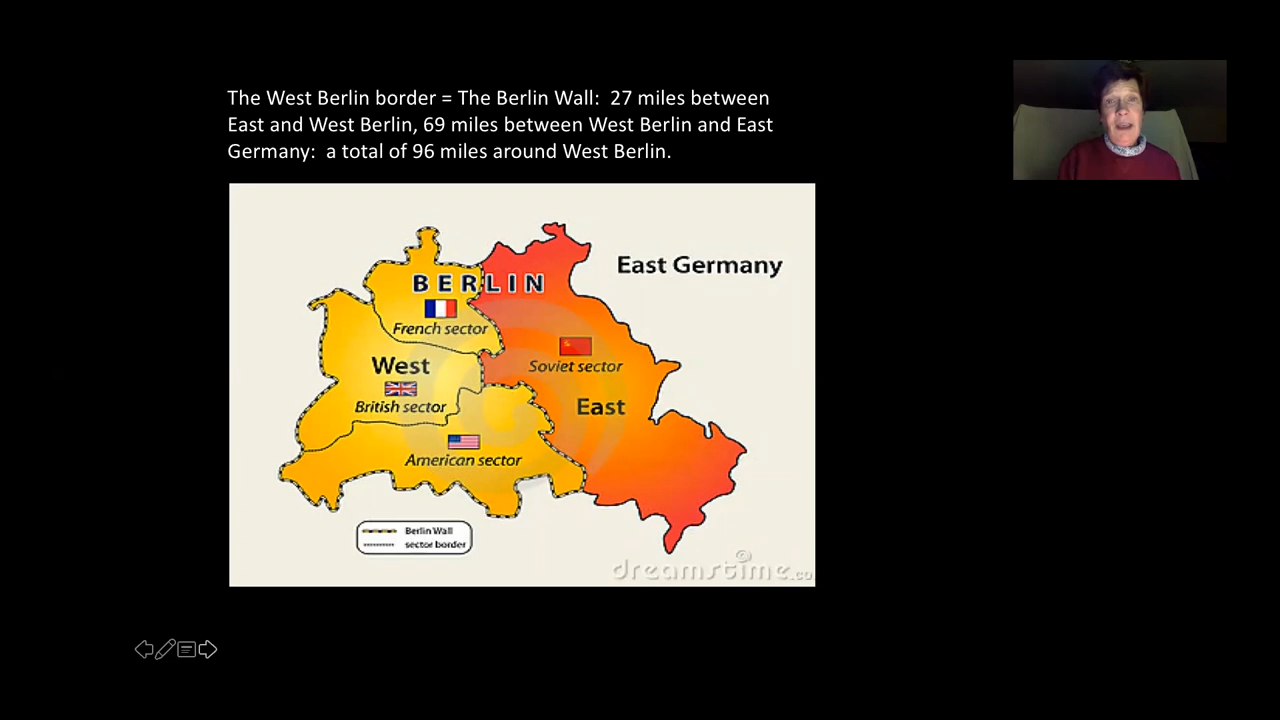 The West Berlin border = The Berlin Wall:  27 miles between
East and West Berlin, 69 miles between West Berlin and East
Germany:  a total of 96 miles around West Berlin.
East Germany
BERLIN
French sector
West
Soviet sector
British sector
East
American sector
Berlin Wall
sector border
dreamstime.co